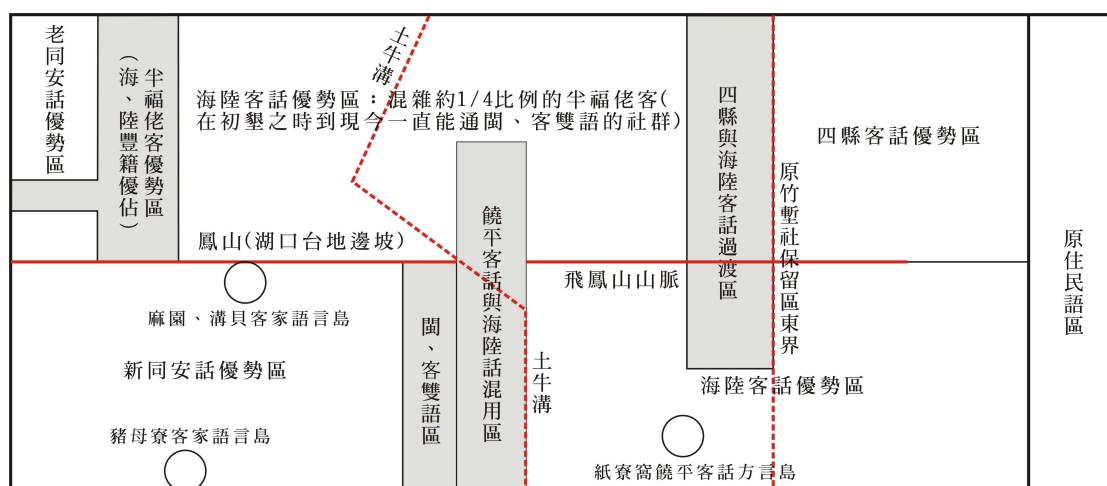 老同安話優勢區
半福佬客優勢區
(海、陸豐籍優佔)
土牛溝
海陸客話優勢區：混雜約1/4比例的半福佬客(
在初墾之時到現今一直能通閩、客雙語的社群)
四縣與海陸客話過渡區
四縣客話優勢區
原竹塹社保留區東界
原住民語區
鳳山(湖口台地邊坡)
饒平客話與海陸話混用區
飛鳳山山脈
麻園、溝貝客家語言島
閩、客雙語區
新同安話優勢區
土牛溝
海陸客話優勢區
豬母寮客家語言島
紙寮窩饒平客話方言島